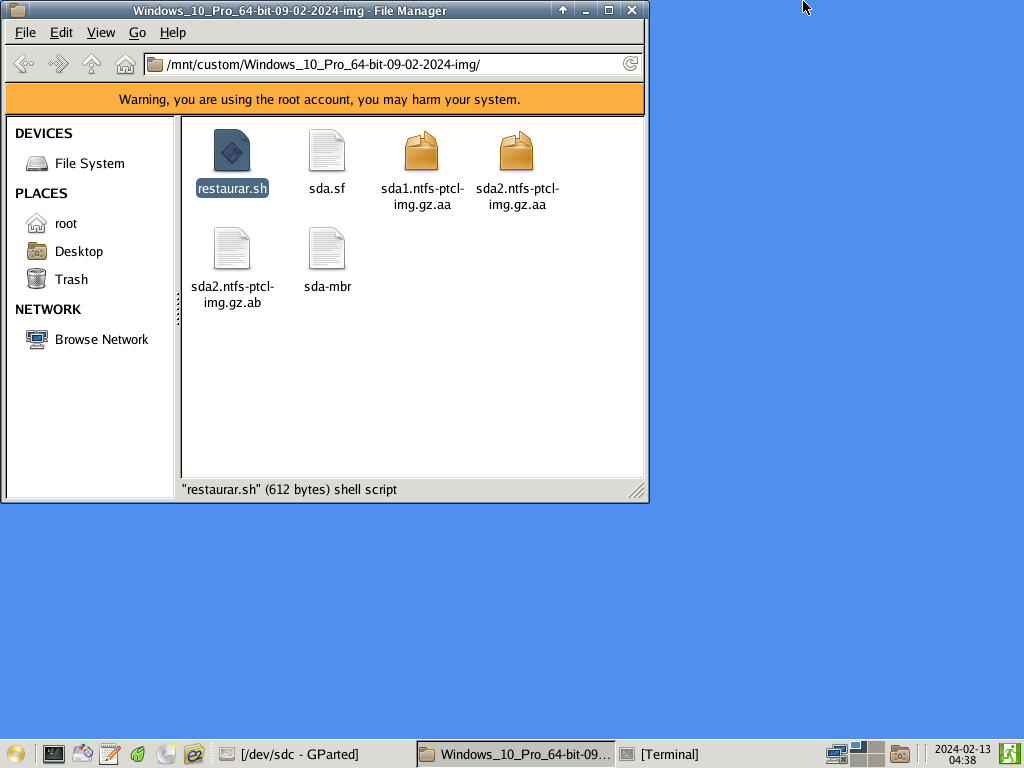 Windows_10_Pro_64-bit-09-02-2024-img - File Manager
File Edit View Go Help
/mnt/custom/Windows_10_Pro_64-bit-09-02-2024-img/
Warning, you are using the root account, you may harm your system.
DEVICES
File System
PLACES
root
Desktop
Trash
NETWORK
Browse Network
restaurar.sh
sda.sf
sda1.ntfs-ptcl-
img.gz.aa
sda2.ntfs-ptcl-
img.gz.aa
sda2.ntfs-ptcl-
img.gz.ab
sda-mbr
"restaurar.sh" (612 bytes) shell script
[/dev/sdc - GParted]
Windows_10_Pro_64-bit-09...
[Terminal]
2024-02-13
04:38